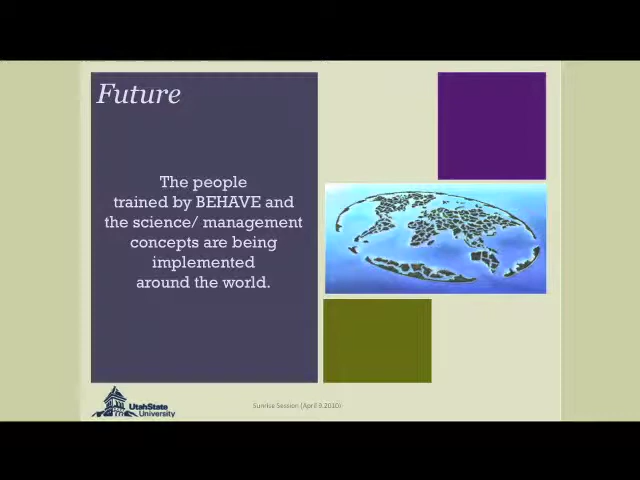 Future
The people
trained by BEHAVE and
the science/ management
concepts are being
implemented
around the world.
UtahState
University
Sunrise Session (April 9,2010)